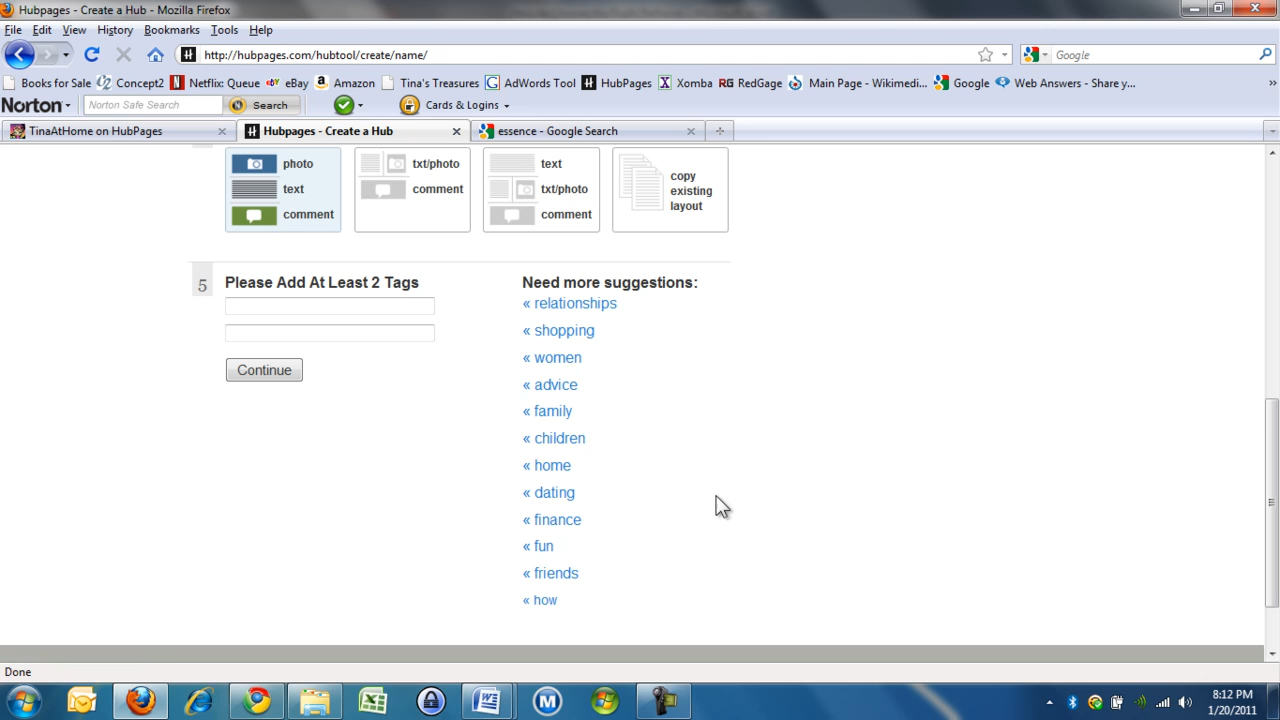 Hubpages - Create a Hub - Mozilla Firefox
File Edit View History Bookmarks Tools Help
http://hubpages.com/hubtool/create/name/
Google
Books for Sale Concept2 Netflix: Queue eBay Amazon Tina's Treasures AdWords Tool HubPages Xomba RedGage Main Page - Wikimedi... Google Web Answers - Share y... »
Norton Norton Safe Search Search Cards & Logins
TinaAtHome on HubPages Hubpages - Create a Hub essence - Google Search
photo
text
comment
txt/photo
comment
text
txt/photo
comment
copy
existing
layout
5 Please Add At Least 2 Tags
Continue
Need more suggestions:
« relationships
« shopping
« women
« advice
« family
« children
« home
« dating
« finance
« fun
« friends
« how
Done
8:12 PM
1/20/2011